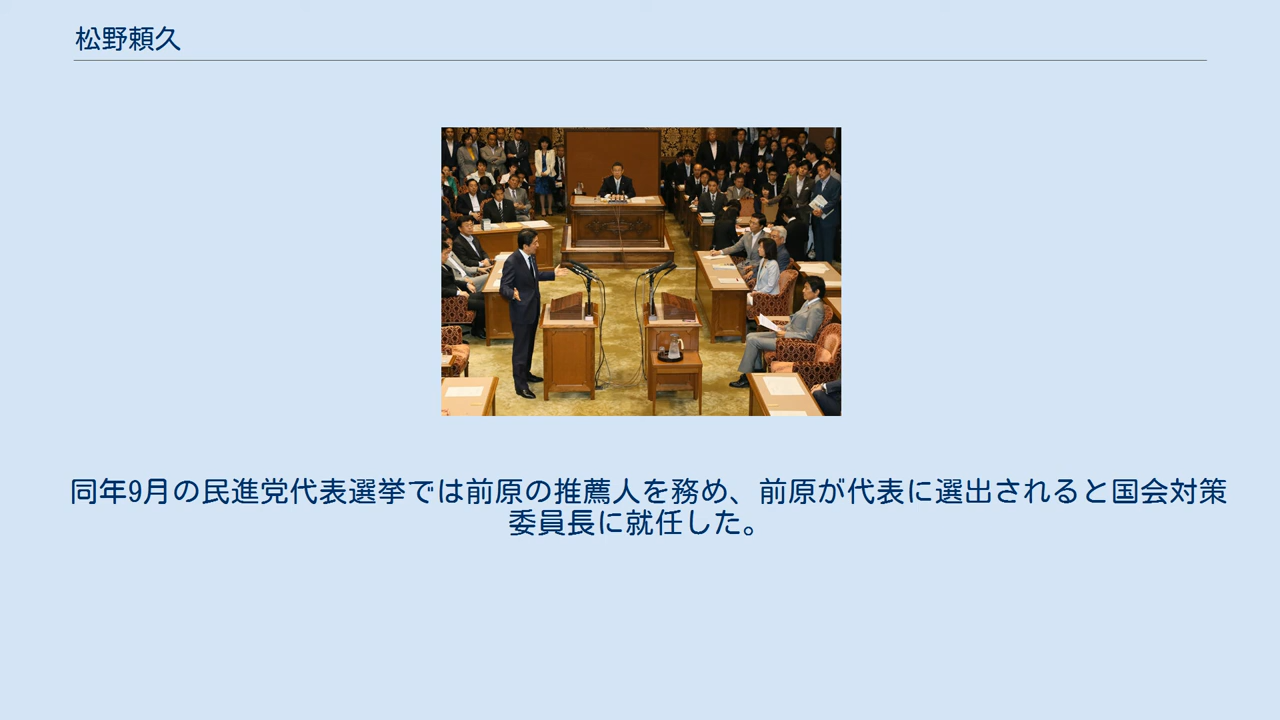 松野頼久
同年9月の民進党代表選挙では前原の推薦人を務め、前原が代表に選出されると国会対策
委員長に就任した。